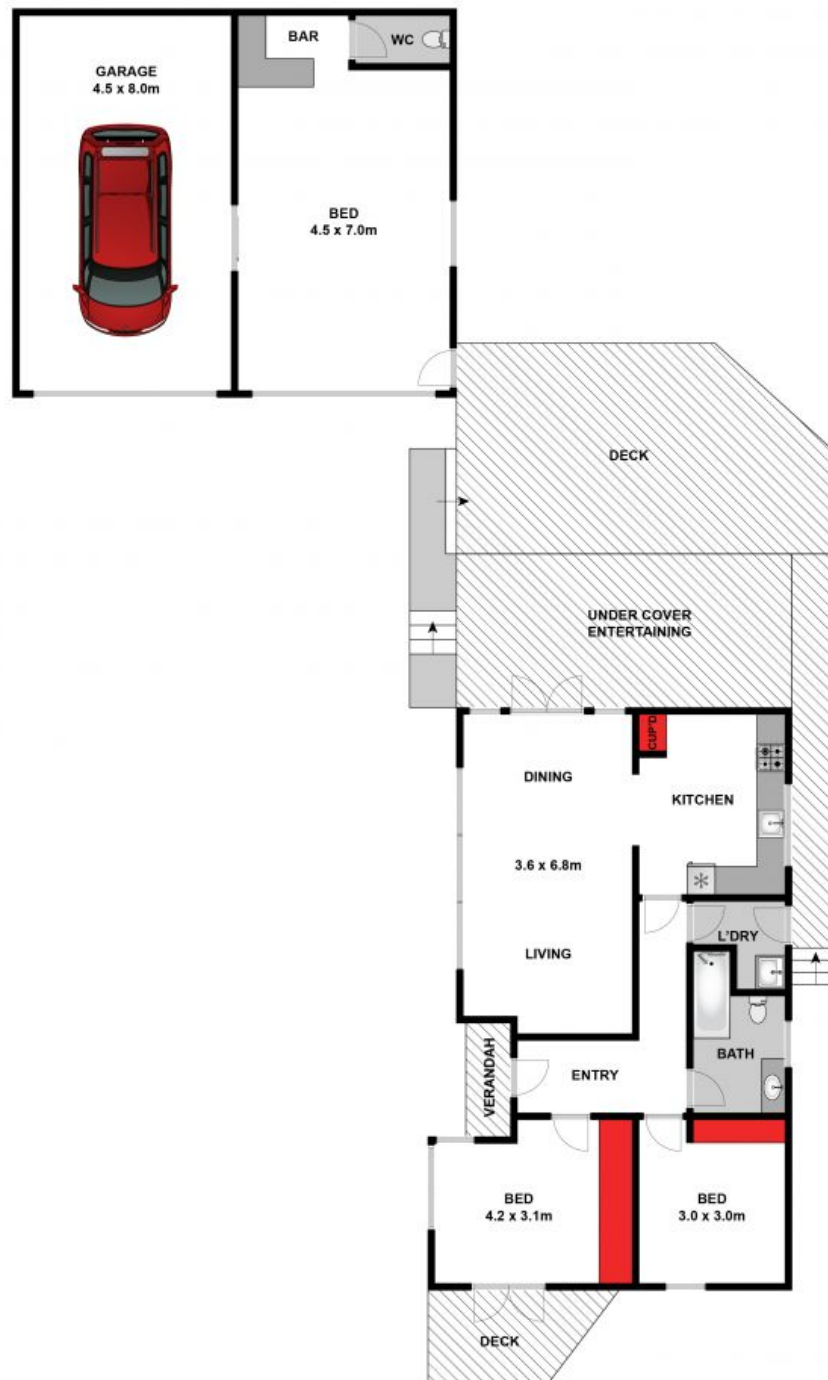 BAR
WC
GARAGE
4.5 x 8.0m
BED
4.5 x 7.0m
DECK
UNDER COVER
ENTERTAINING
CUP'D
DINING
KITCHEN
3.6 x 6.8m
L'DRY
LIVING
VERANDAH
BATH
ENTRY
BED
4.2 x 3.1m
BED
3.0 x 3.0m
DECK